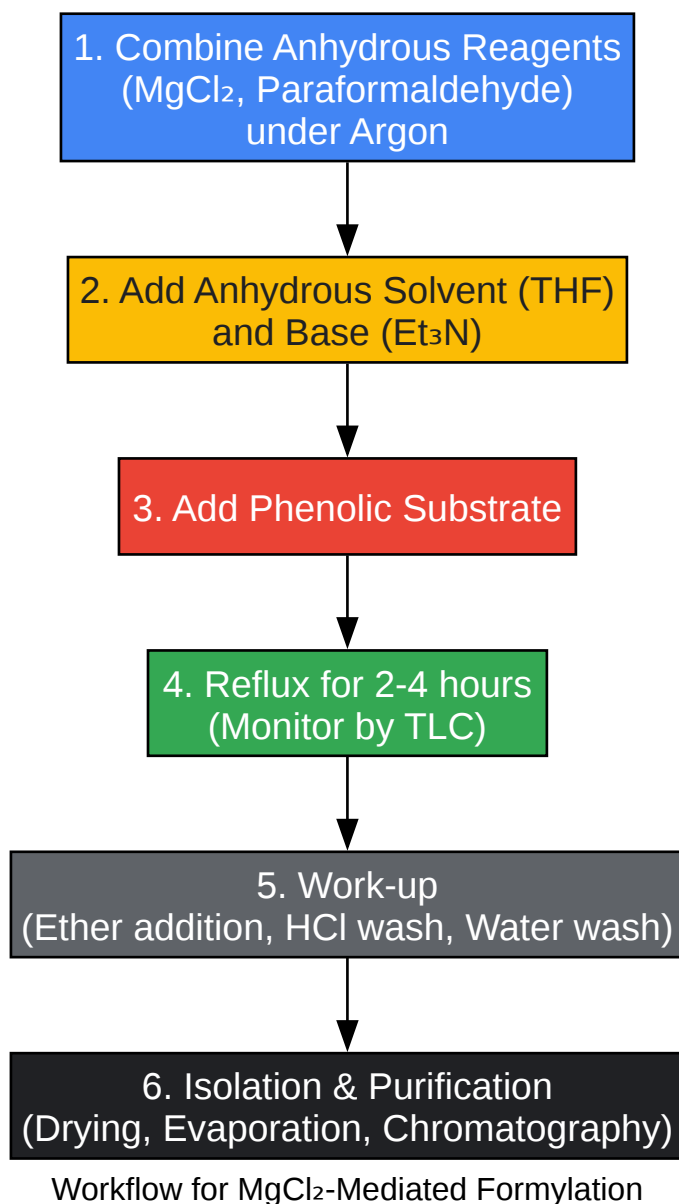 1. Combine Anhydrous Reagents
(MgCl₂, Paraformaldehyde)
under Argon
2. Add Anhydrous Solvent (THF)
and Base (Et₃N)
3. Add Phenolic Substrate
4. Reflux for 2-4 hours
(Monitor by TLC)
5. Work-up
(Ether addition, HCl wash, Water wash)
6. Isolation & Purification
(Drying, Evaporation, Chromatography)
Workflow for MgCl₂-Mediated Formylation